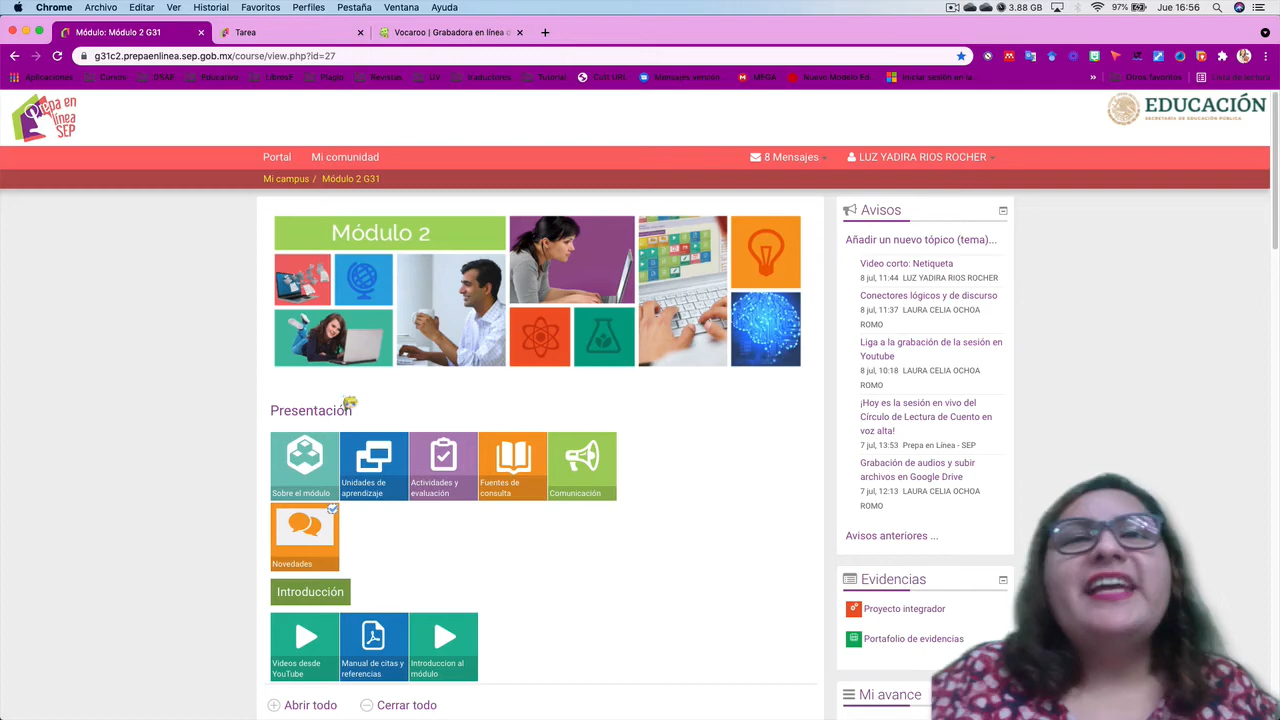 Chrome Archivo Editar Ver Historial Favoritos Perfiles Pestaña Ventana Ayuda 3.88 GB 97% Jue 16:56
Módulo: Módulo 2 G31
Tarea
Vocaroo | Grabadora en línea
g31c2.prepaenlinea.sep.gob.mx/course/view.php?id=27
Aplicaciones Cursos Educativo LibrosE Plagio Revistas UV Traductores Tutorial Cutt URL MEGA Otros favoritos Lista de lectura
Prepa en
línea
SEP
EDUCACIÓN
SECRETARÍA DE EDUCACIÓN PÚBLICA
Portal Mi comunidad 8 Mensajes LUZ YADIRA RIOS ROCHER
Mi campus / Módulo 2 G31
Módulo 2
Presentación
Sobre el módulo
Unidades de
aprendizaje
Actividades y
evaluación
Fuentes de
consulta
Comunicación
Novedades
Introducción
Videos desde
YouTube
Manual de citas y
referencias
Introduccion al
módulo
Abrir todo Cerrar todo
Avisos
Añadir un nuevo tópico (tema)...
Video corto: Netiqueta
8 jul, 11:44 LUZ YADIRA RIOS ROCHER
Conectores lógicos y de discurso
8 jul, 11:37 LAURA CELIA OCHOA
ROMO
Liga a la grabación de la sesión en
Youtube
8 jul, 10:18 LAURA CELIA OCHOA
ROMO
¡Hoy es la sesión en vivo del
Círculo de Lectura de Cuento en
voz alta!
7 jul, 13:53 Prepa en Línea - SEP
Grabación de audios y subir
archivos en Google Drive
7 jul, 12:13 LAURA CELIA OCHOA
ROMO
Avisos anteriores ...
Evidencias
Proyecto integrador
Portafolio de evidencias
Mi avance